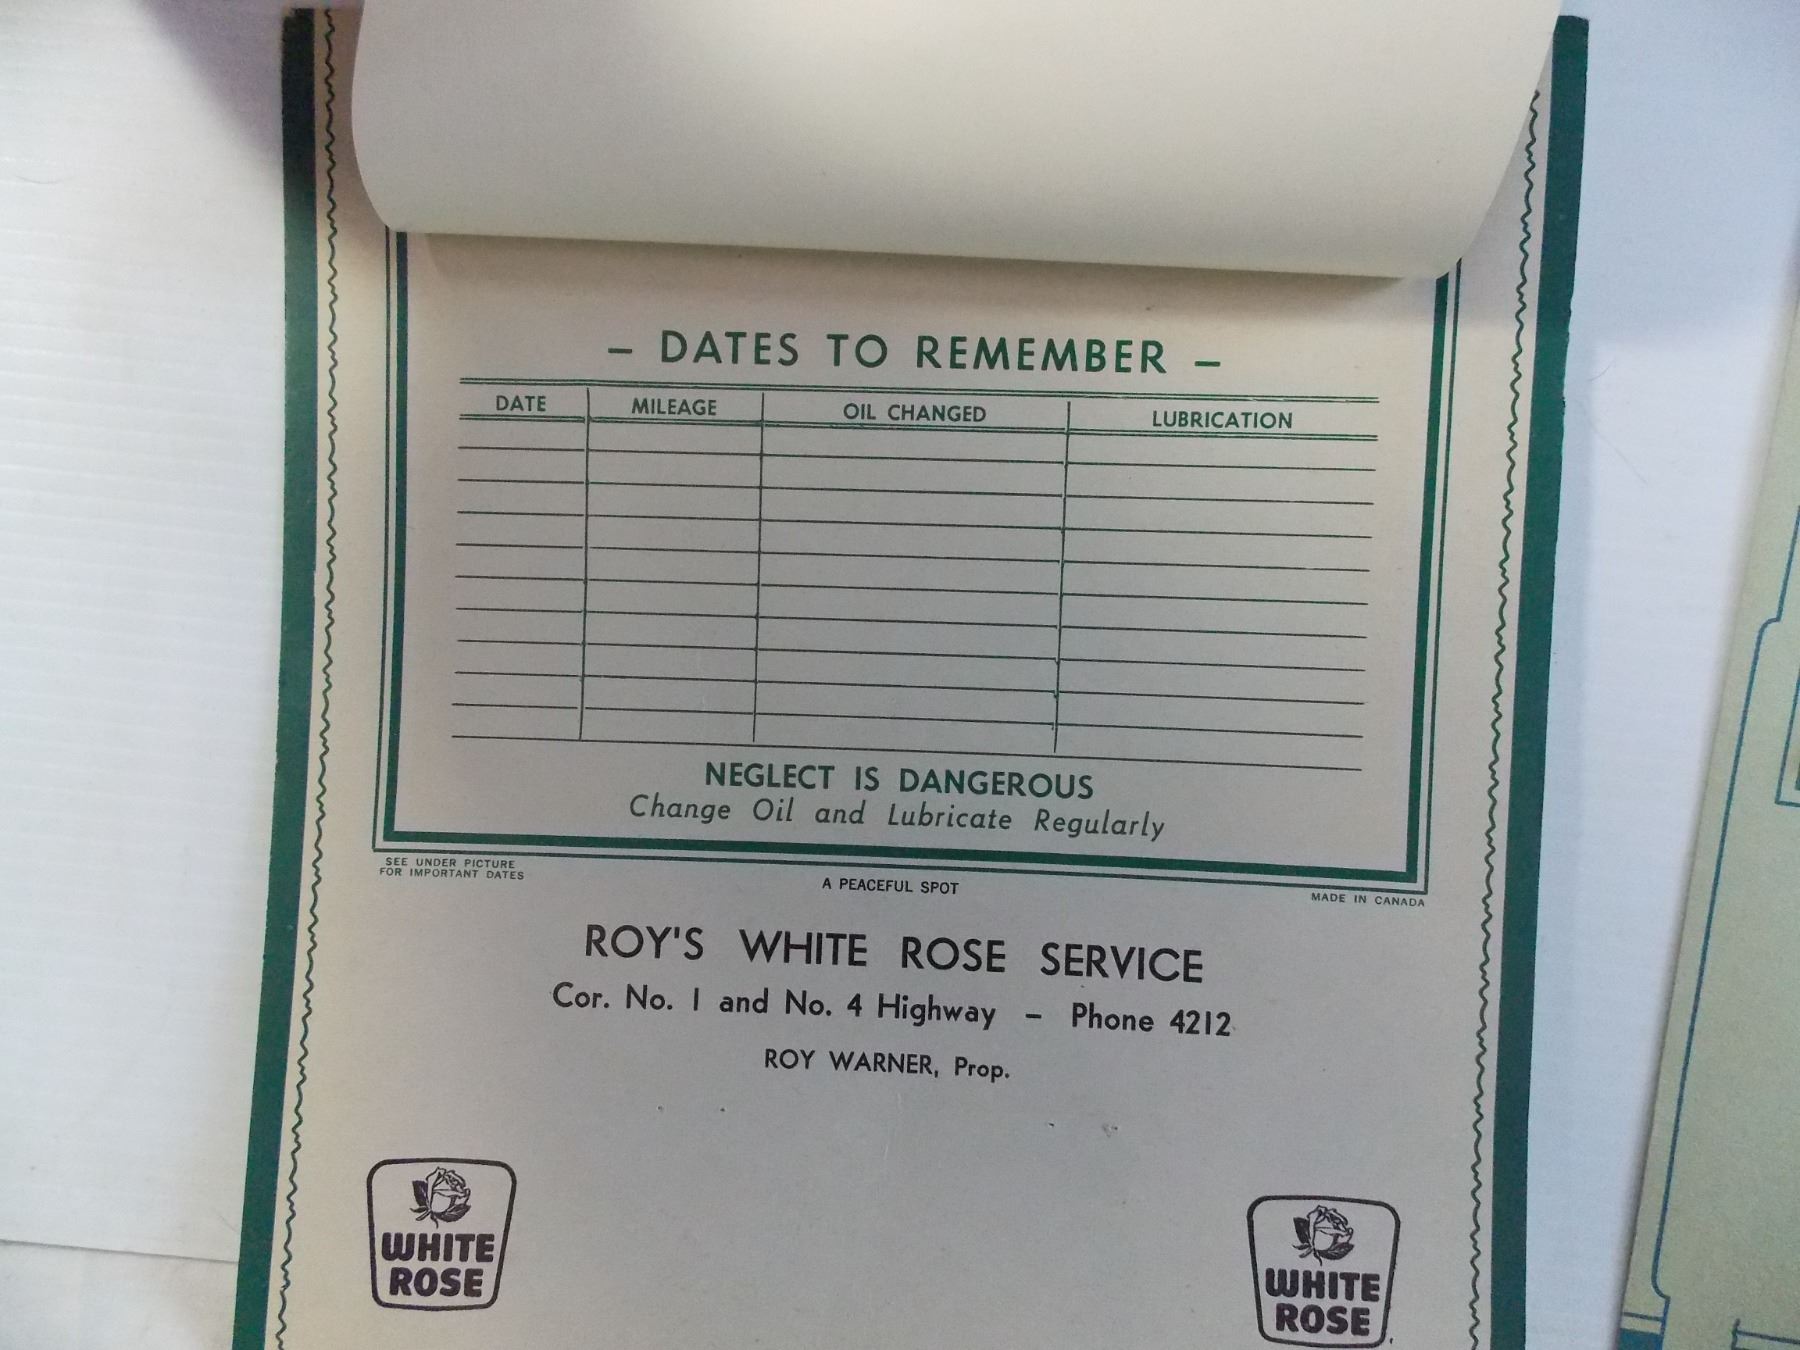 – DATES TO REMEMBER –
DATE MILEAGE OIL CHANGED LUBRICATION
NEGLECT IS DANGEROUS
Change Oil and Lubricate Regularly
SEE UNDER PICTURE
FOR IMPORTANT DATES
A PEACEFUL SPOT
MADE IN CANADA
ROY'S WHITE ROSE SERVICE
Cor. No. 1 and No. 4 Highway – Phone 4212
ROY WARNER, Prop.
WHITE
ROSE
WHITE
ROSE